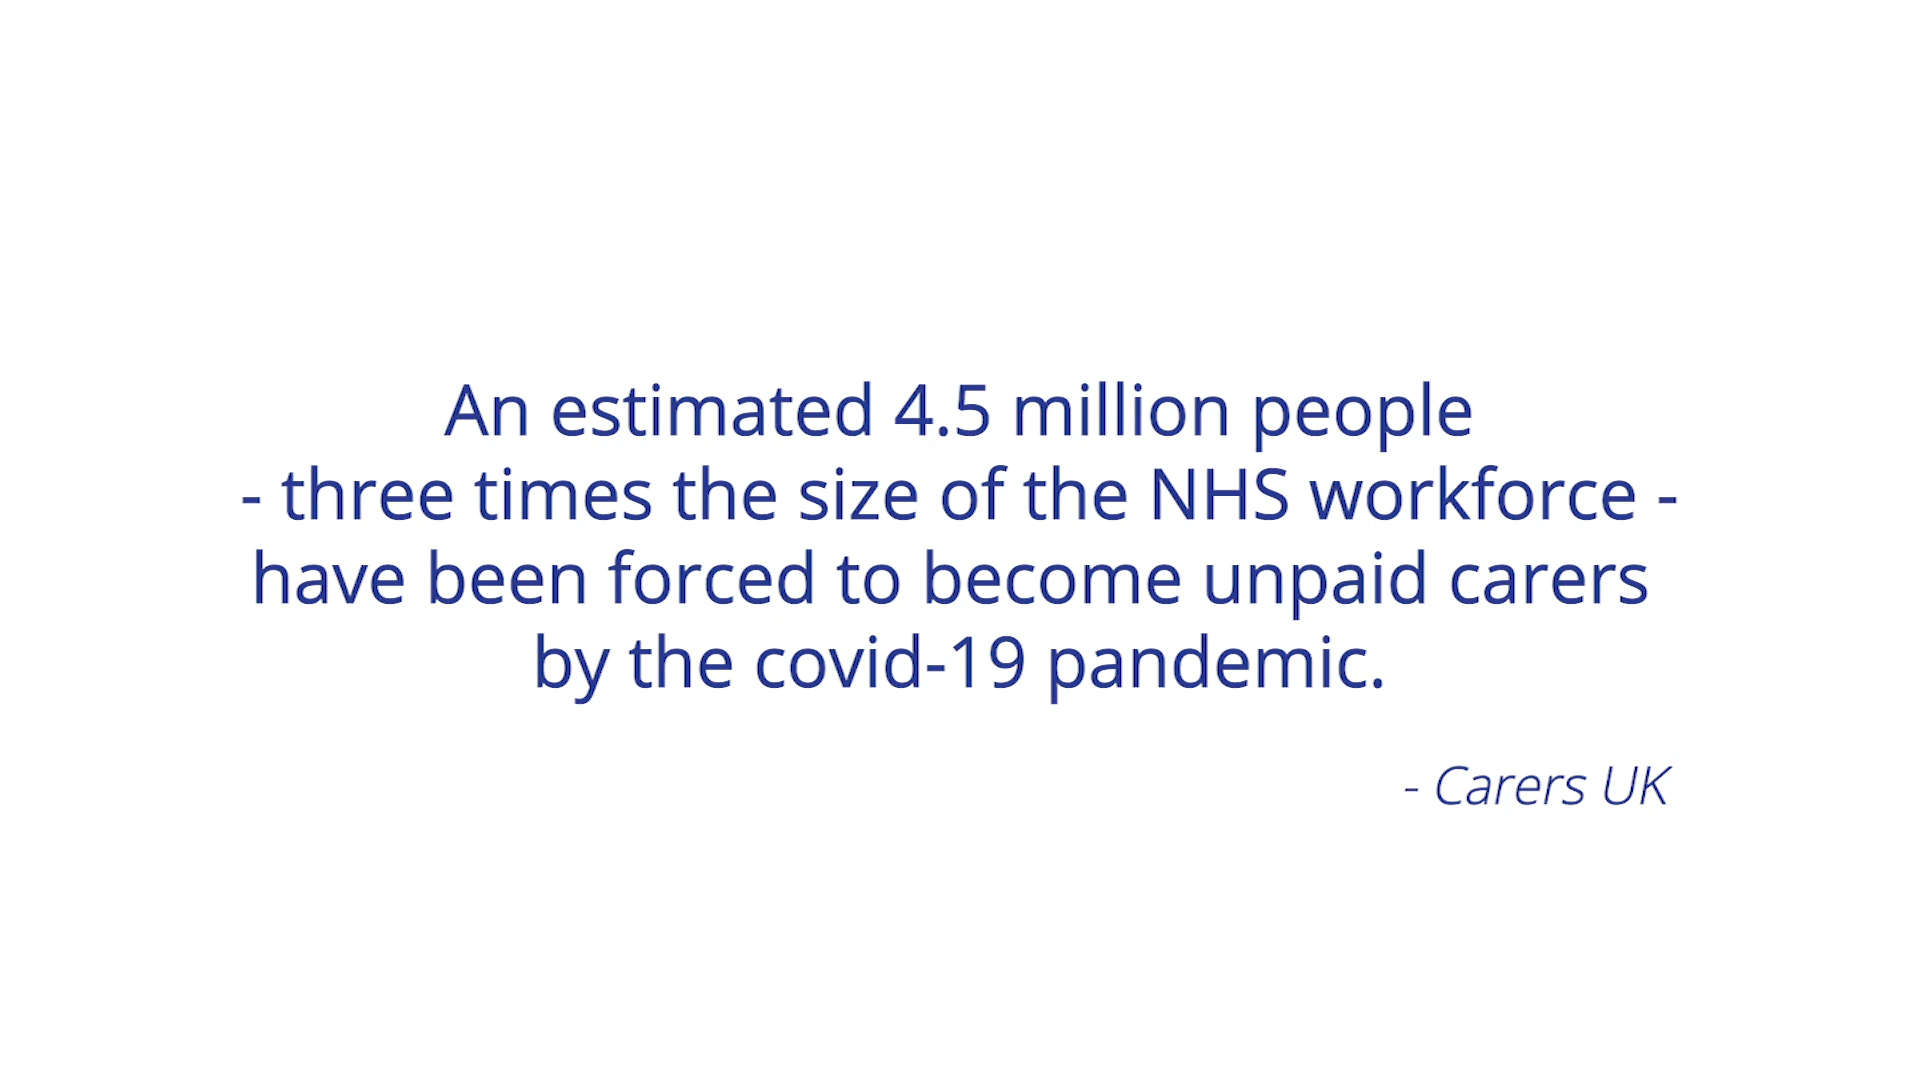 An estimated 4.5 million people
- three times the size of the NHS workforce -
have been forced to become unpaid carers
by the covid-19 pandemic.
- Carers UK